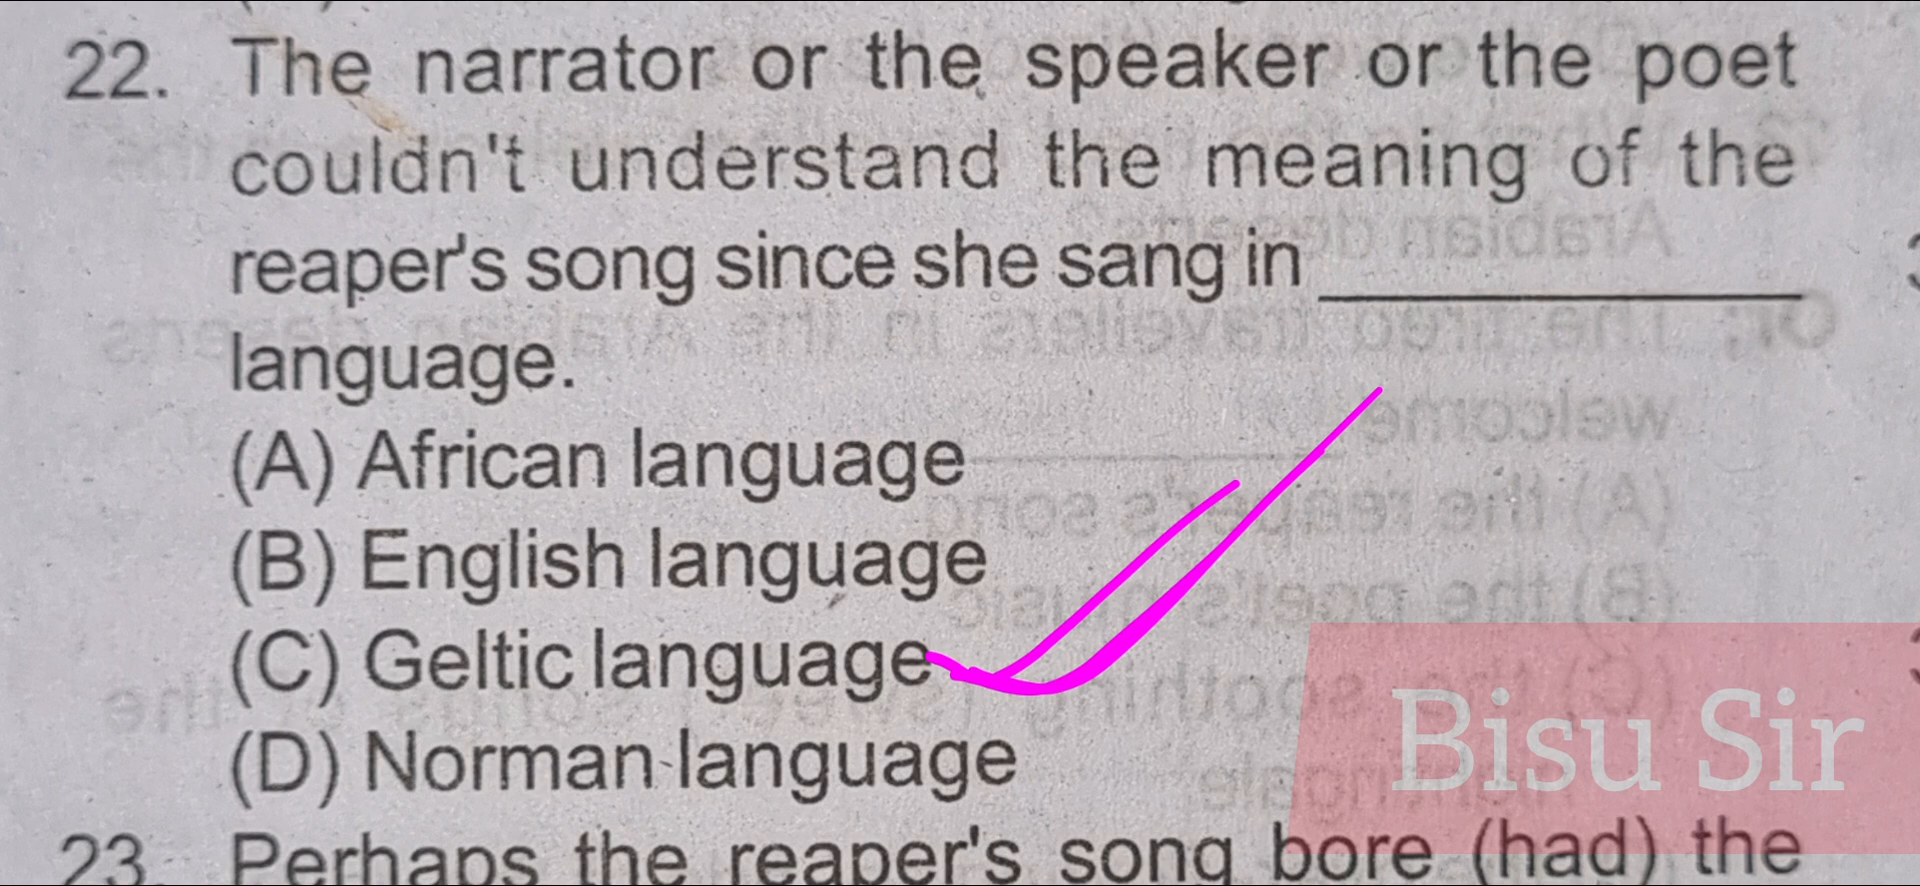 22. The narrator or the speaker or the poet
couldn't understand the meaning of the
reaper's song since she sang in ____________
language.
(A) African language
(B) English language
(C) Geltic language
(D) Norman language
Bisu Sir
23. Perhaps the reaper's song bore (had) the